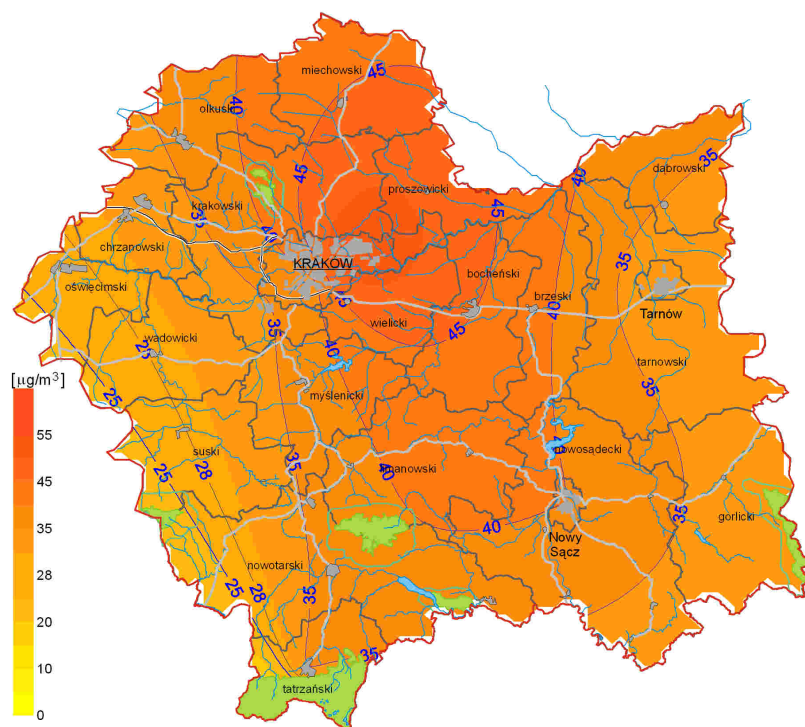 miechowski
45
olkuski
40
dąbrowski
35
45
40
proszowicki
krakowski
35
45
40
chrzanowski
KRAKÓW
bocheński
35
oświęcimski
40
brzeski
40
Tarnów
wielicki
35
45
wadowicki
25
40
tarnowski
[µg/m³]
25
myślenicki
35
55
suski
nowosądecki
35
45
25
28
40
35
40
35
gorlicki
Nowy
Sącz
28
nowotarski
25
28
35
20
35
10
tatrzański
0